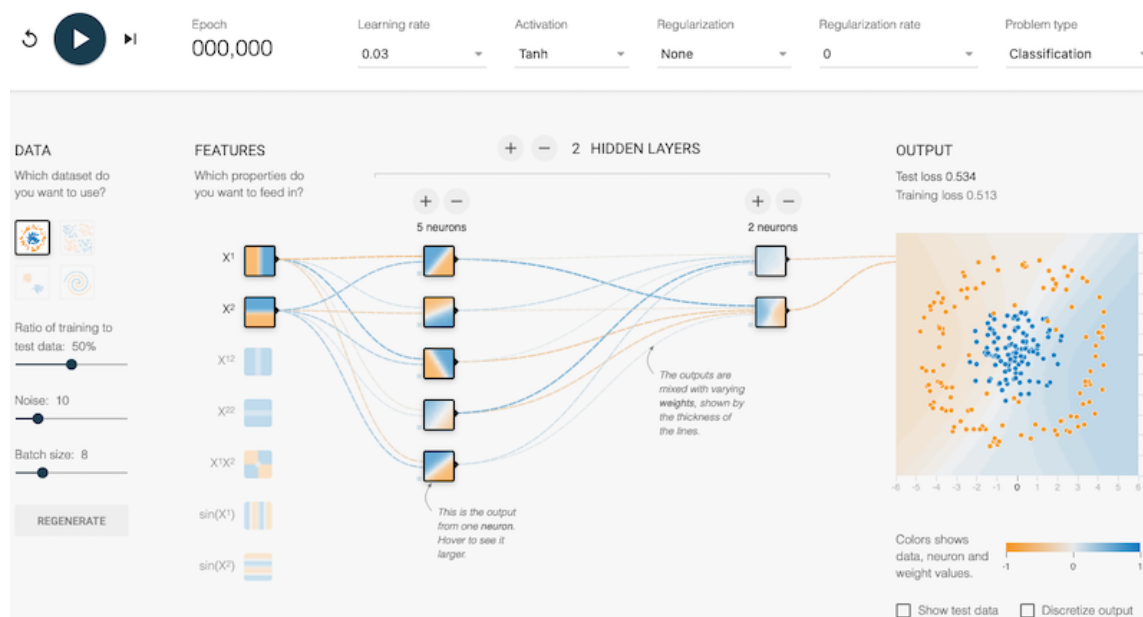 Epoch
000,000
Learning rate
0.03
Activation
Tanh
Regularization
None
Regularization rate
0
Problem type
Classification
DATA
Which dataset do
you want to use?
Ratio of training to
test data: 50%
Noise: 10
Batch size: 8
REGENERATE
FEATURES
Which properties do
you want to feed in?
X1
X2
X12
X22
X1X2
sin(X1)
sin(X2)
+ − 2 HIDDEN LAYERS
+ −
5 neurons
+ −
2 neurons
This is the output
from one neuron.
Hover to see it
larger.
The outputs are
mixed with varying
weights, shown by
the thickness of
the lines.
OUTPUT
Test loss 0.534
Training loss 0.513
-6 -5 -4 -3 -2 -1 0 1 2 3 4 5 6
Colors shows
data, neuron and
weight values.
-1 0 1
Show test data
Discretize output